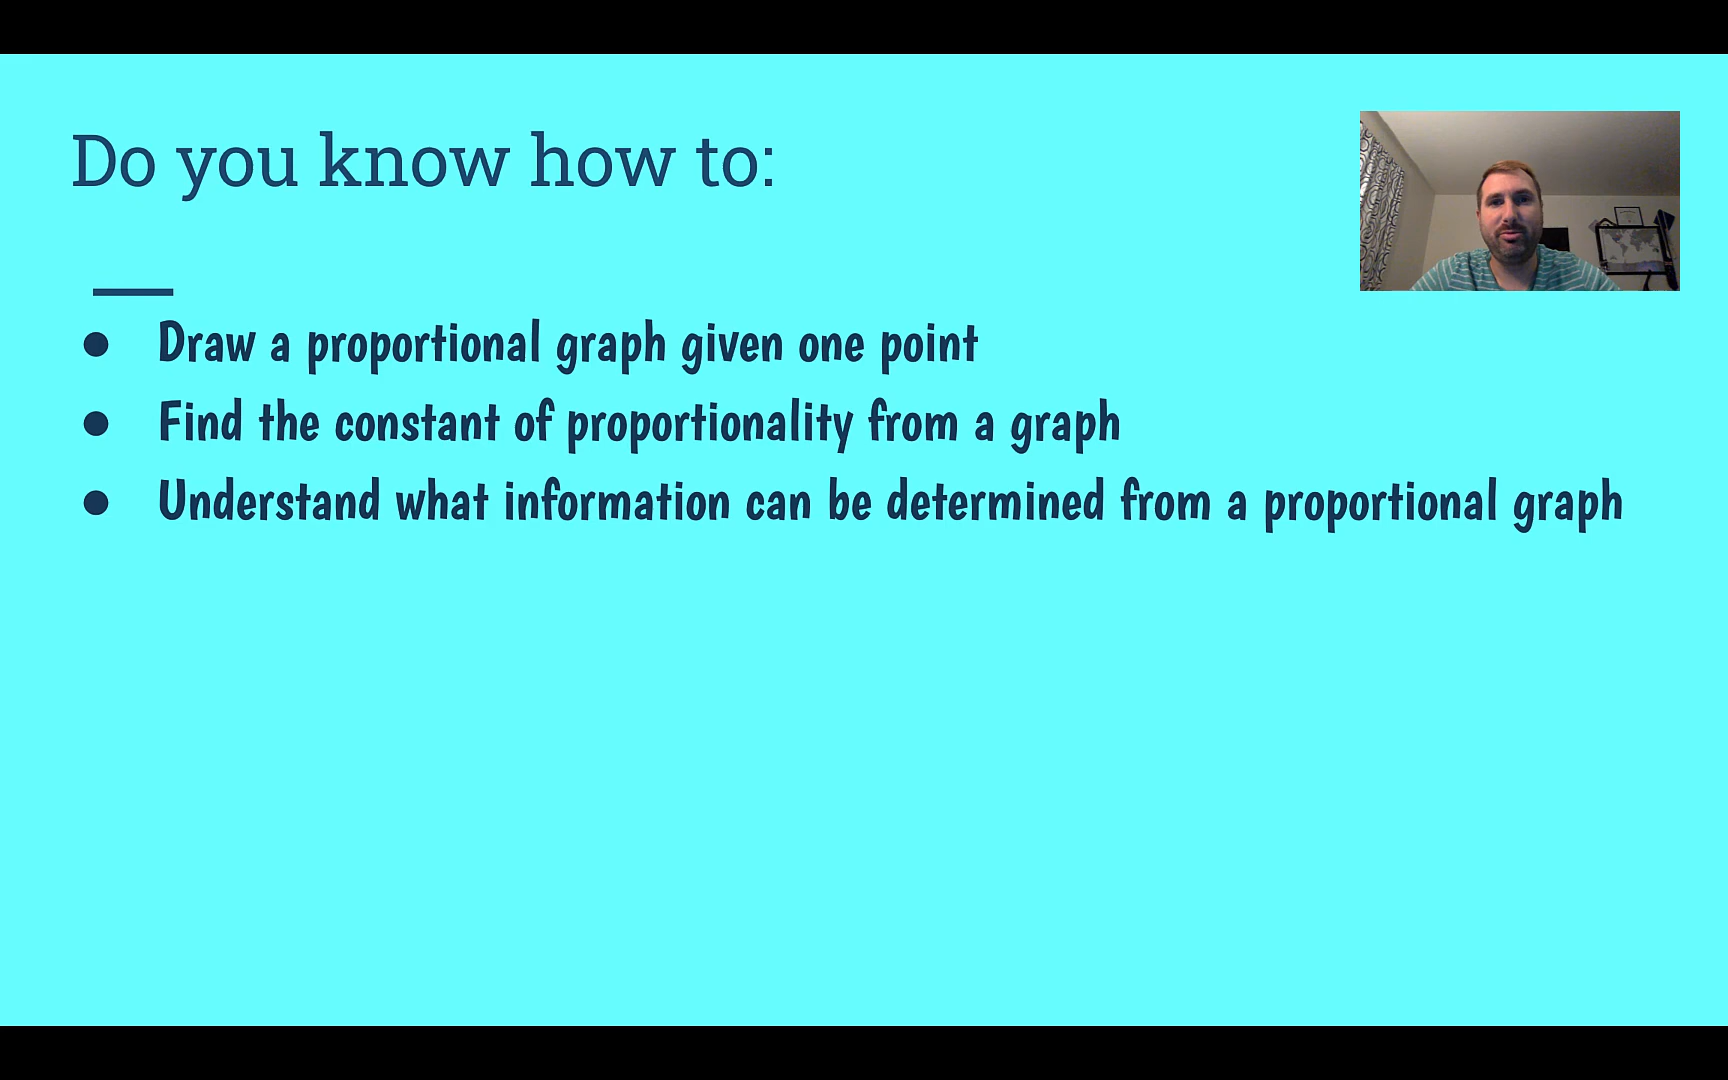 Do you know how to:
● Draw a proportional graph given one point
● Find the constant of proportionality from a graph
● Understand what information can be determined from a proportional graph